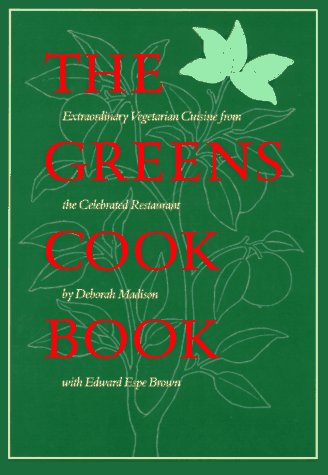 THE
Extraordinary Vegetarian Cuisine from
GREENS
the Celebrated Restaurant
COOK
by Deborah Madison
BOOK
with Edward Espe Brown